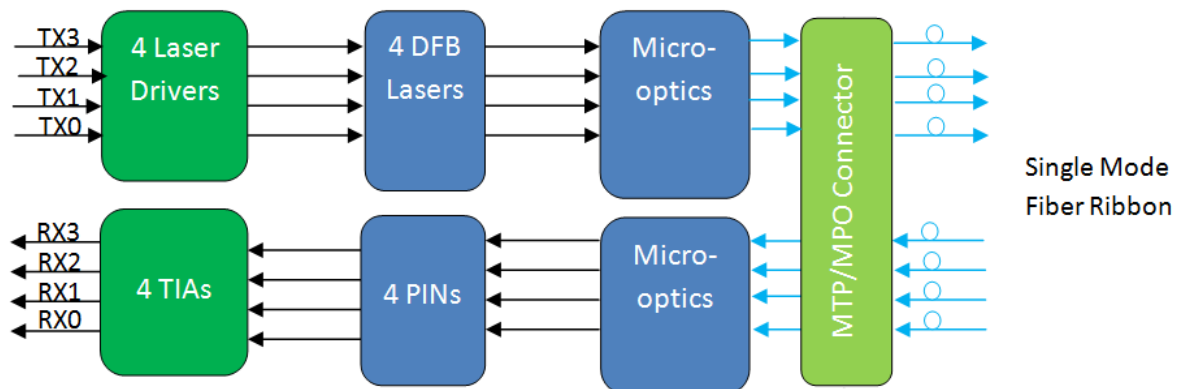 TX3
TX2
TX1
TX0
4 Laser
Drivers
4 DFB
Lasers
Micro-
optics
MTP/MPO Connector
Single Mode
Fiber Ribbon
RX3
RX2
RX1
RX0
4 TIAs
4 PINs
Micro-
optics